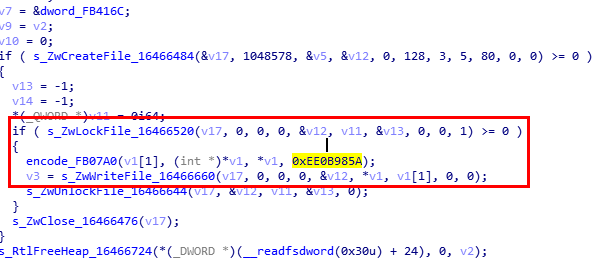 v7 = &dword_FB416C;
v9 = v2;
v10 = 0;
if ( s_ZwCreateFile_16466484(&v17, 1048578, &v5, &v12, 0, 128, 3, 5, 80, 0, 0) >= 0 )
{
v13 = -1;
v14 = -1;
*(_QWORD *)v11 = 0i64;
if ( s_ZwLockFile_16466520(v17, 0, 0, 0, &v12, v11, &v13, 0, 0, 1) >= 0 )
{
encode_FB07A0(v1[1], (int *)*v1, *v1, 0xEE0B985A);
v3 = s_ZwWriteFile_16466660(v17, 0, 0, 0, &v12, *v1, v1[1], 0, 0);
s_ZwUnlockFile_16466644(v17, &v12, v11, &v13, 0);
}
s_ZwClose_16466476(v17);
}
s_RtlFreeHeap_16466724(*(_DWORD *)(__readfsdword(0x30u) + 24), 0, v2);